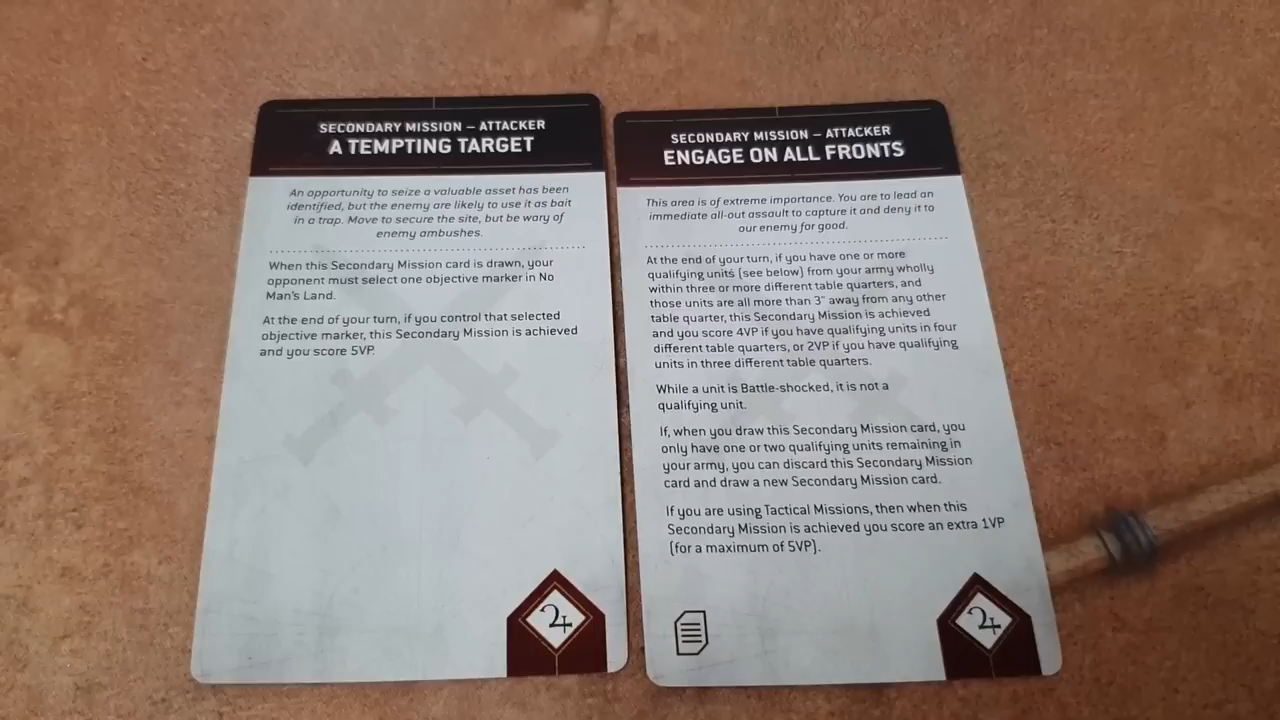 SECONDARY MISSION – ATTACKER
A TEMPTING TARGET
An opportunity to seize a valuable asset has been
identified, but the enemy are likely to use it as bait
in a trap. Move to secure the site, but be wary of
enemy ambushes.
When this Secondary Mission card is drawn, your
opponent must select one objective marker in No
Man's Land.
At the end of your turn, if you control that selected
objective marker, this Secondary Mission is achieved
and you score 5VP.
SECONDARY MISSION – ATTACKER
ENGAGE ON ALL FRONTS
This area is of extreme importance. You are to lead an
immediate all-out assault to capture it and deny it to
our enemy for good.
At the end of your turn, if you have one or more
qualifying units (see below) from your army wholly
within three or more different table quarters, and
those units are all more than 3" away from any other
table quarter, this Secondary Mission is achieved
and you score 4VP if you have qualifying units in four
different table quarters, or 2VP if you have qualifying
units in three different table quarters.
While a unit is Battle-shocked, it is not a
qualifying unit.
If, when you draw this Secondary Mission card, you
only have one or two qualifying units remaining in
your army, you can discard this Secondary Mission
card and draw a new Secondary Mission card.
If you are using Tactical Missions, then when this
Secondary Mission is achieved you score an extra 1VP
(for a maximum of 5VP).